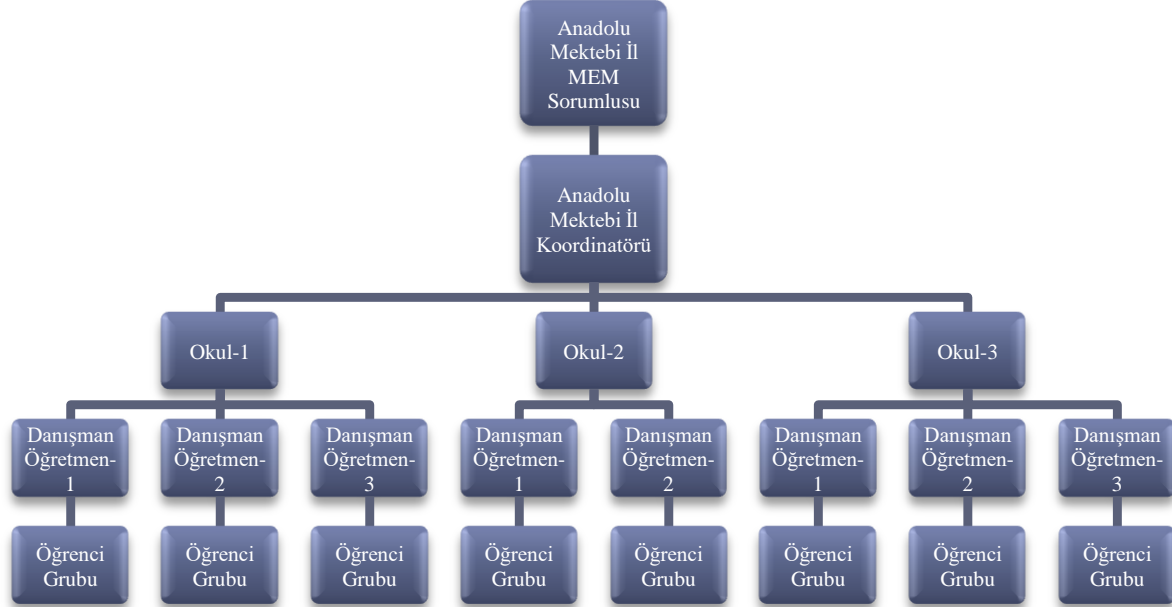 Anadolu
Mektebi İl
MEM
Sorumlusu
Anadolu
Mektebi İl
Koordinatörü
Okul-1
Okul-2
Okul-3
Danışman
Öğretmen-
1
Danışman
Öğretmen-
2
Danışman
Öğretmen-
3
Danışman
Öğretmen-
1
Danışman
Öğretmen-
2
Danışman
Öğretmen-
1
Danışman
Öğretmen-
2
Danışman
Öğretmen-
3
Öğrenci
Grubu
Öğrenci
Grubu
Öğrenci
Grubu
Öğrenci
Grubu
Öğrenci
Grubu
Öğrenci
Grubu
Öğrenci
Grubu
Öğrenci
Grubu